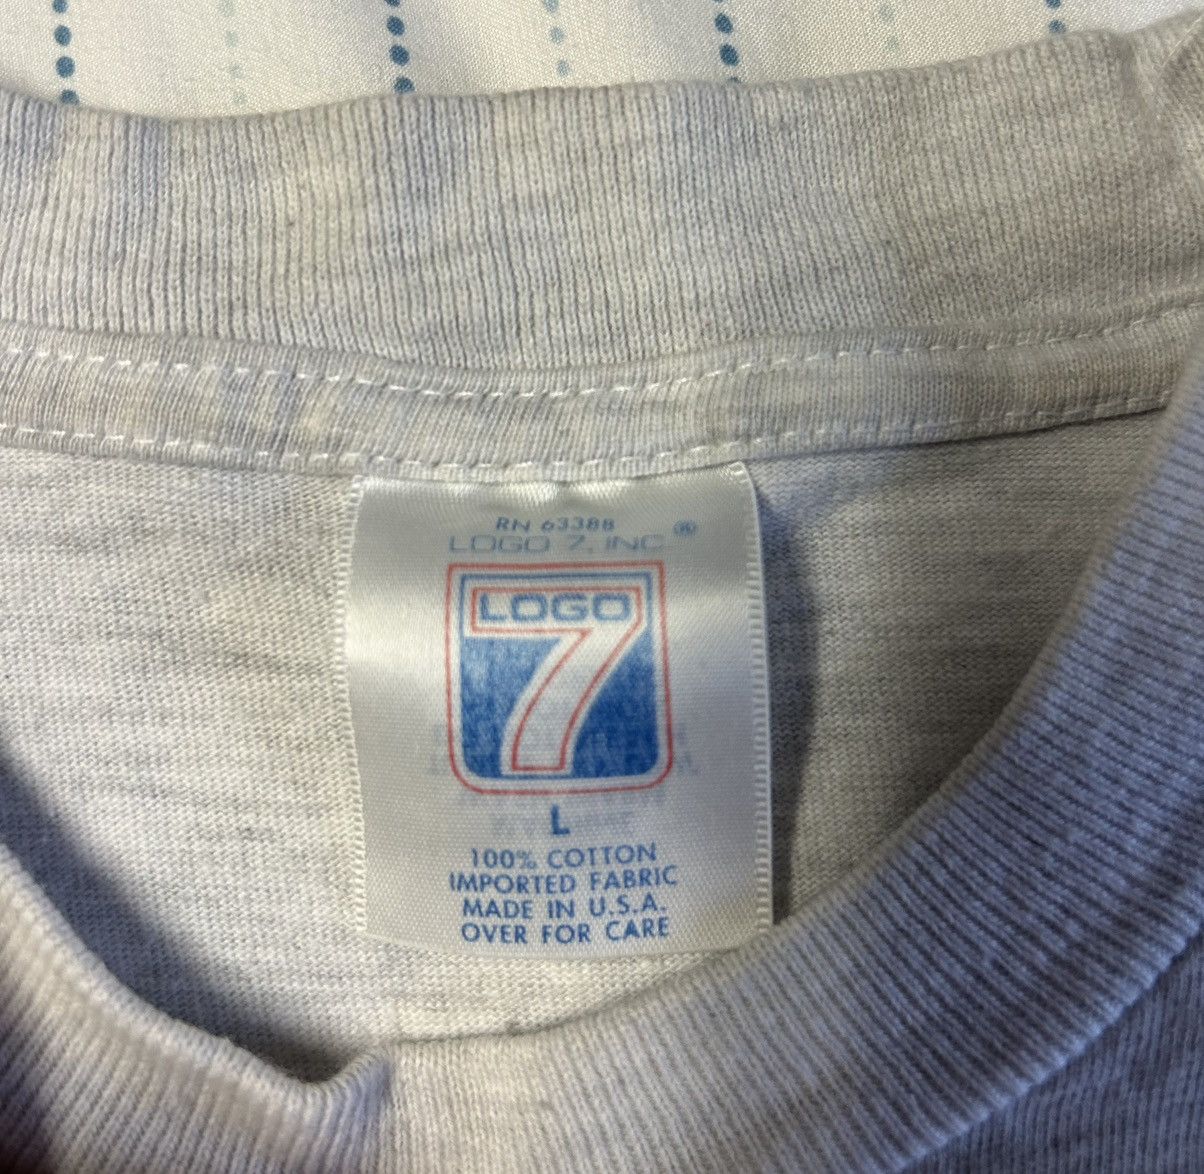 RN 63388
LOGO 7, INC ®
LOGO
7
L
100% COTTON
IMPORTED FABRIC
MADE IN U.S.A.
OVER FOR CARE